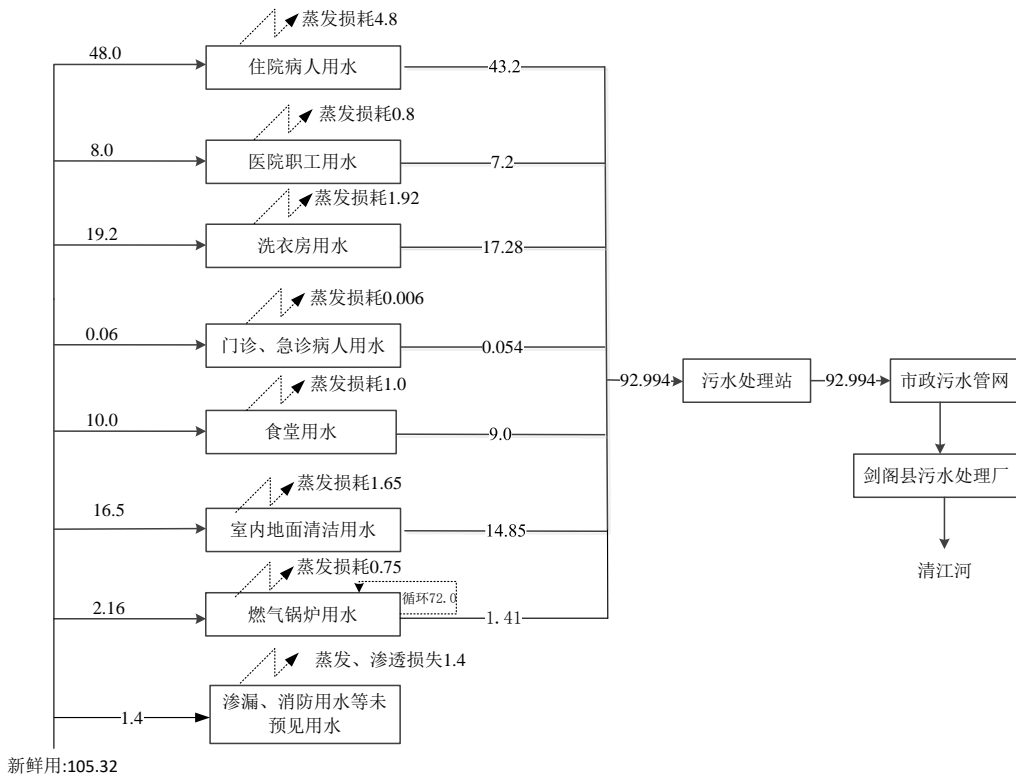 蒸发损耗4.8
48.0
住院病人用水
43.2
蒸发损耗0.8
8.0
医院职工用水
7.2
蒸发损耗1.92
19.2
洗衣房用水
17.28
蒸发损耗0.006
0.06
门诊、急诊病人用水
0.054
92.994
污水处理站
92.994
市政污水管网
蒸发损耗1.0
10.0
食堂用水
9.0
剑阁县污水处理厂
蒸发损耗1.65
16.5
室内地面清洁用水
14.85
清江河
蒸发损耗0.75
2.16
燃气锅炉用水
循环72.0
1.41
蒸发、渗透损失1.4
1.4
渗漏、消防用水等未
预见用水
新鲜用:105.32